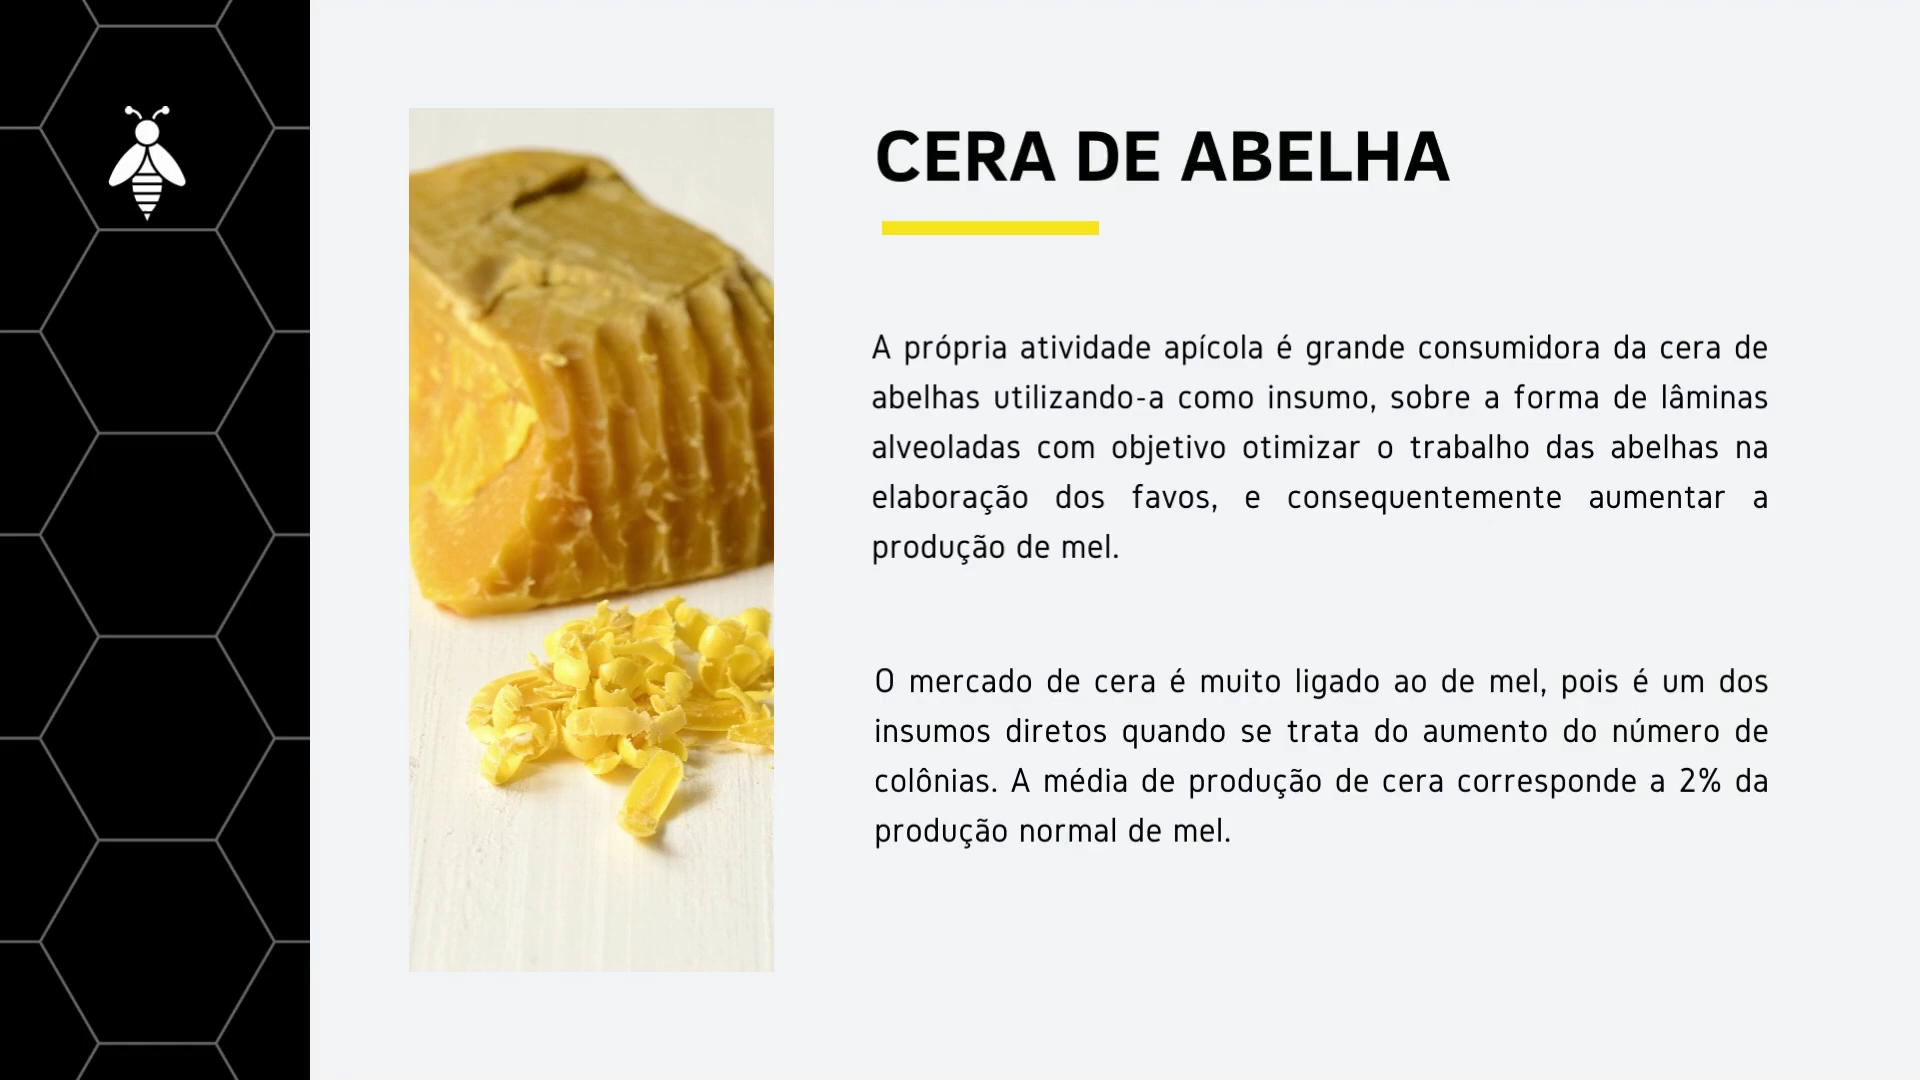 CERA DE ABELHA
A própria atividade apícola é grande consumidora da cera de
abelhas utilizando-a como insumo, sobre a forma de lâminas
alveoladas com objetivo otimizar o trabalho das abelhas na
elaboração dos favos, e consequentemente aumentar a
produção de mel.
O mercado de cera é muito ligado ao de mel, pois é um dos
insumos diretos quando se trata do aumento do número de
colônias. A média de produção de cera corresponde a 2% da
produção normal de mel.